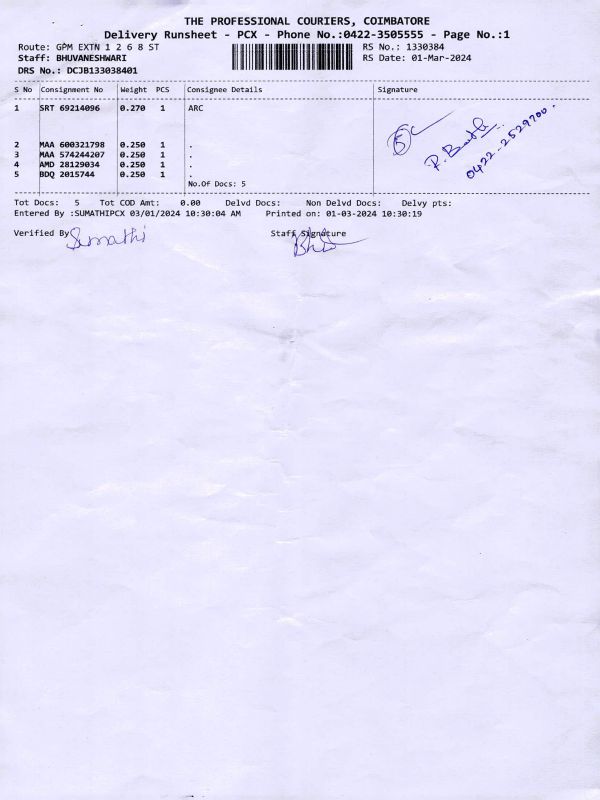 THE PROFESSIONAL COURIERS, COIMBATORE
Delivery Runsheet - PCX - Phone No.:0422-3505555 - Page No.:1
Route: GPM EXTN 1 2 6 8 ST RS No.: 1330384
Staff: BHUVANESHWARI RS Date: 01-Mar-2024
DRS No.: DCJB133038401
S No Consignment No Weight PCS Consignee Details Signature
1 SRT 69214096 0.270 1 ARC
2 MAA 600321798 0.250 1 .
3 MAA 574244207 0.250 1 .
4 AMD 28129034 0.250 1 .
5 BDQ 2015744 0.250 1 .
No.Of Docs: 5
5
0422-2529700.
Tot Docs: 5 Tot COD Amt: 0.00 Delvd Docs: Non Delvd Docs: Delvy pts:
Entered By :SUMATHIPCX 03/01/2024 10:30:04 AM Printed on: 01-03-2024 10:30:19
Verified By Sumathi Staff Signature